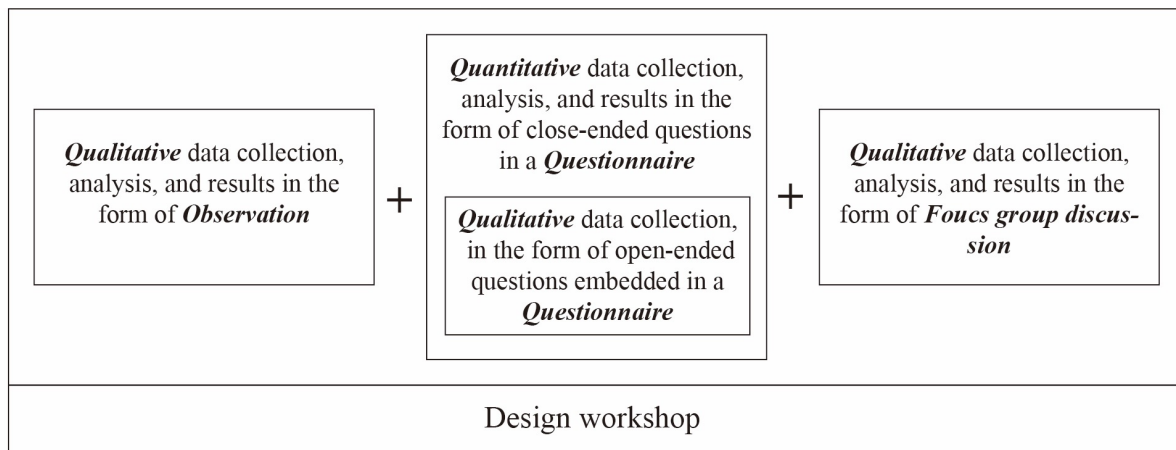 Qualitative data collection,
analysis, and results in the
form of Observation
+
Quantitative data collection,
analysis, and results in the
form of close-ended questions
in a Questionnaire
Qualitative data collection,
in the form of open-ended
questions embedded in a
Questionnaire
+
Qualitative data collection,
analysis, and results in the
form of Foucs group discus-
sion
Design workshop